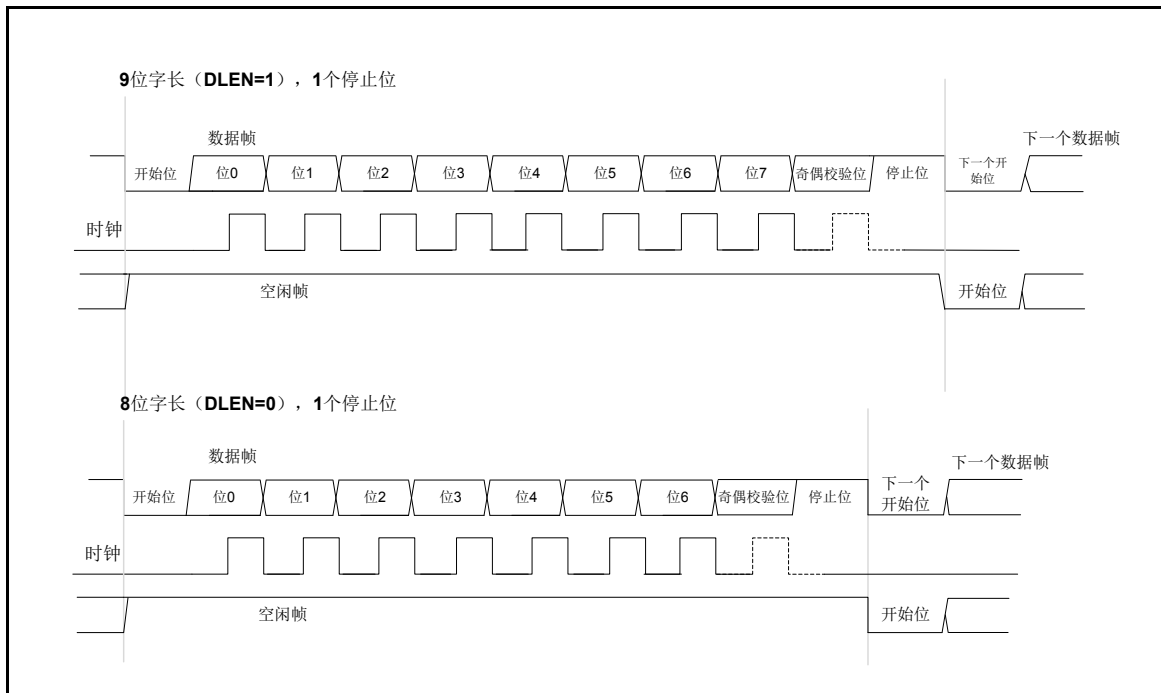 9位字长（DLEN=1），1个停止位
数据帧
下一个数据帧
开始位 位0 位1 位2 位3 位4 位5 位6 位7 奇偶校验位 停止位 下一个开
始位
时钟
空闲帧 开始位
8位字长（DLEN=0），1个停止位
数据帧
下一个数据帧
开始位 位0 位1 位2 位3 位4 位5 位6 奇偶校验位 停止位 下一个
开始位
时钟
空闲帧 开始位